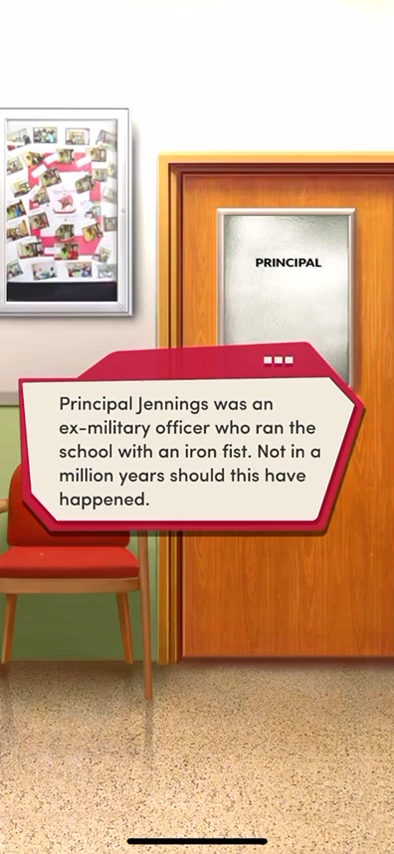 PRINCIPAL
Principal Jennings was an
ex-military officer who ran the
school with an iron fist. Not in a
million years should this have
happened.